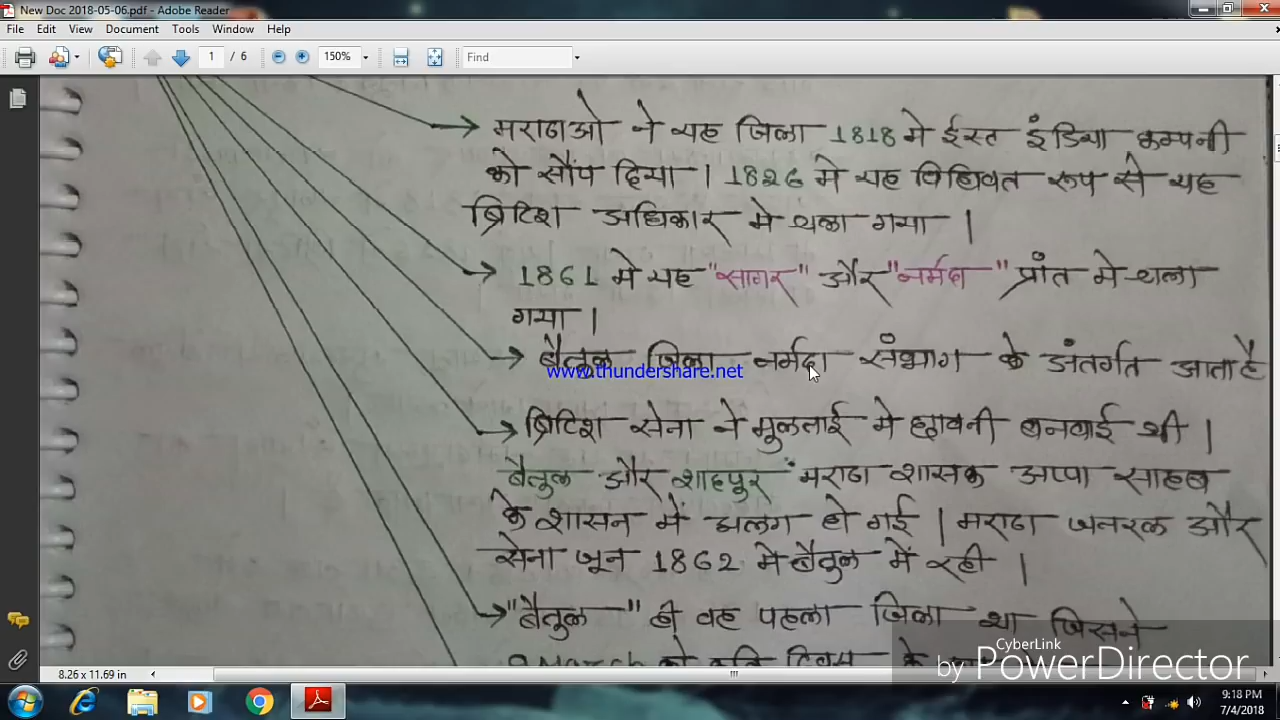 New Doc 2018-05-06.pdf - Adobe Reader
File Edit View Document Tools Window Help
1 / 6 150% Find
मराठाओ ने यह जिला 1818 मे ईस्त इंडिया कम्पनी
को सौंप दिया । 1826 मे यह विधिवत रूप से यह
ब्रिटिश अधिकार मे चला गया ।
1861 मे यह "सागर" और "नर्मदा" प्रांत मे चला
गया ।
बैतूल जिला नर्मदा संभाग के अंतर्गत आता है
www.thundershare.net
ब्रिटिश सेना ने मुलताई मे छावनी बनवाई थी ।
बैतुल और शाहपुर मराठा शासक अप्पा साहब
के शासन में अलग हो गई । मराठा जनरल और
सेना जून 1862 मे बैतुल में रही ।
"बैतुल" ही वह पहला जिला था जिसने
9 March को
CyberLink
by PowerDirector
8.26 x 11.69 in
9:18 PM
7/4/2018